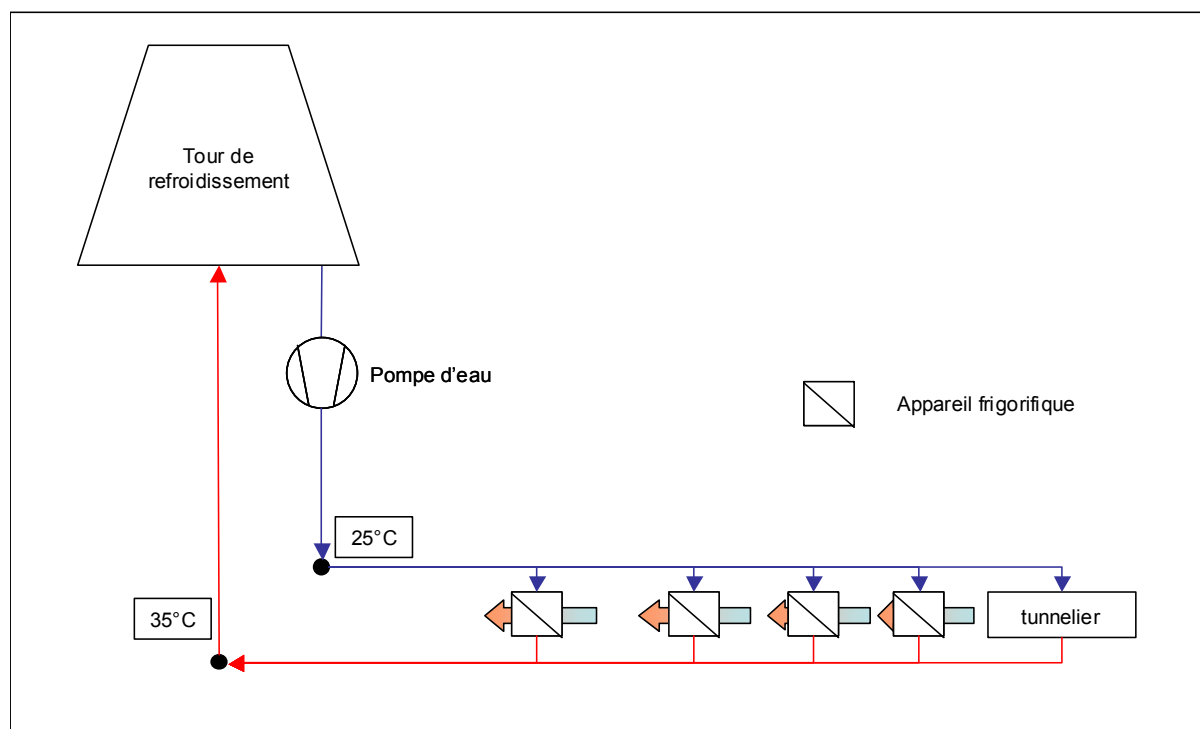 Tour de
refroidissement
Pompe d'eau
Appareil frigorifique
25°C
35°C
tunnelier